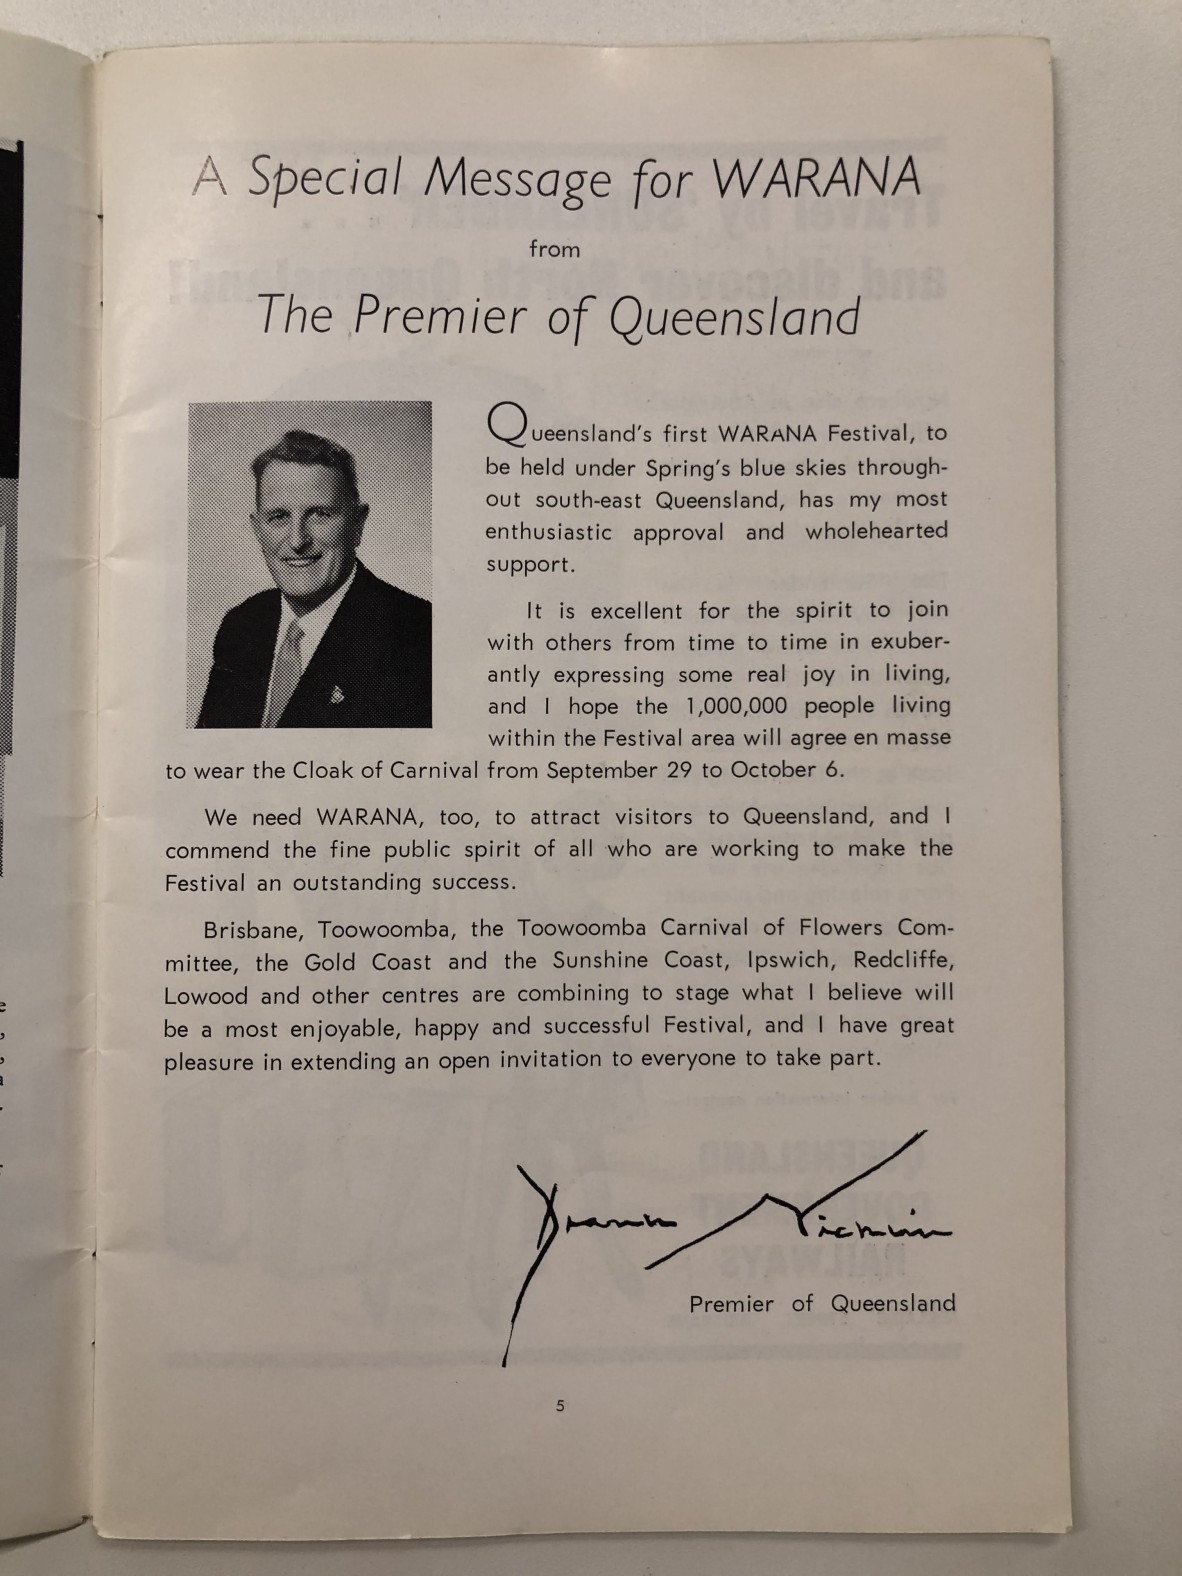 A Special Message for WARANA
from
The Premier of Queensland
Queensland's first WARANA Festival, to
be held under Spring's blue skies through-
out south-east Queensland, has my most
enthusiastic approval and wholehearted
support.
It is excellent for the spirit to join
with others from time to time in exuber-
antly expressing some real joy in living,
and I hope the 1,000,000 people living
within the Festival area will agree en masse
to wear the Cloak of Carnival from September 29 to October 6.
We need WARANA, too, to attract visitors to Queensland, and I
commend the fine public spirit of all who are working to make the
Festival an outstanding success.
Brisbane, Toowoomba, the Toowoomba Carnival of Flowers Com-
mittee, the Gold Coast and the Sunshine Coast, Ipswich, Redcliffe,
Lowood and other centres are combining to stage what I believe will
be a most enjoyable, happy and successful Festival, and I have great
pleasure in extending an open invitation to everyone to take part.
Premier of Queensland
5